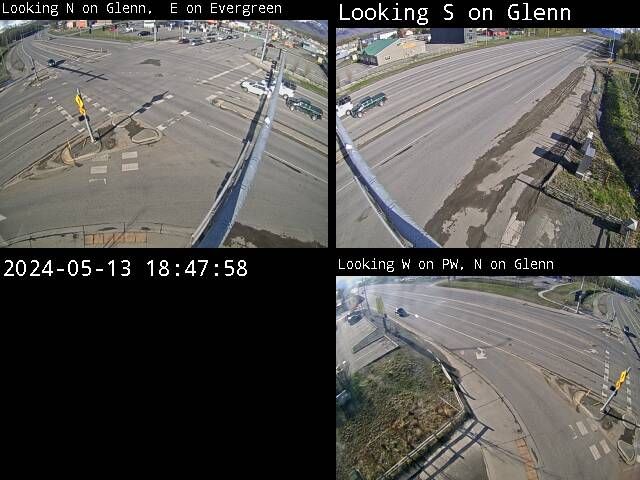 Looking N on Glenn,  E on Evergreen
Looking S on Glenn
2024-05-13 18:47:58
Looking W on PW, N on Glenn